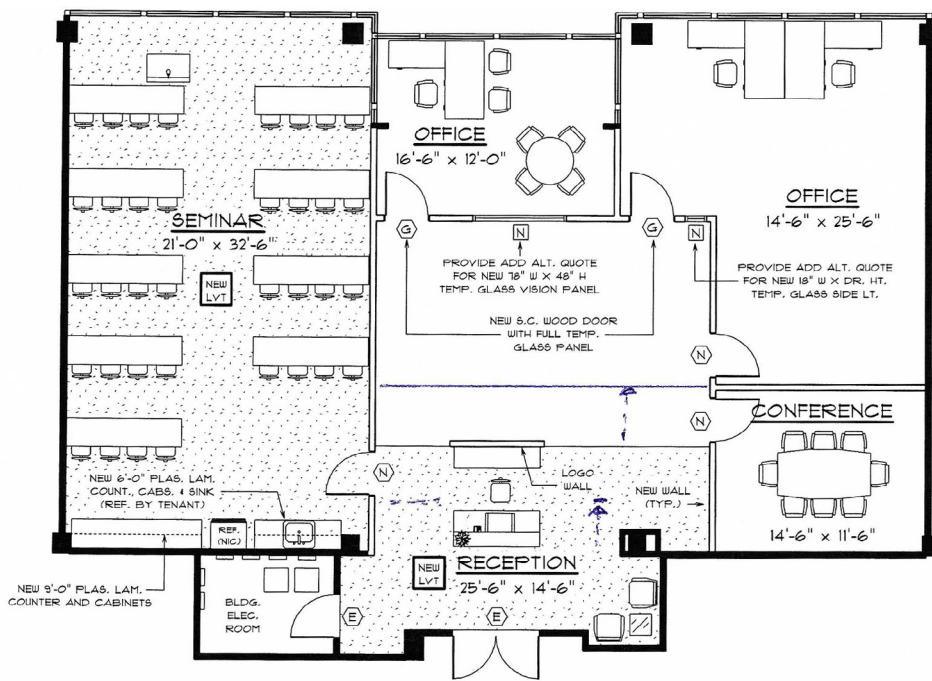 OFFICE
16'-6" x 12'-0"
OFFICE
14'-6" x 25'-6"
SEMINAR
21'-0" x 32'-6"
NEW
LVT
G
N
G
N
PROVIDE ADD ALT. QUOTE
FOR NEW 78" W X 48" H
TEMP. GLASS VISION PANEL
PROVIDE ADD ALT. QUOTE
FOR NEW 18" W X DR. HT.
TEMP. GLASS SIDE LT.
NEW S.C. WOOD DOOR
WITH FULL TEMP.
GLASS PANEL
N
N
CONFERENCE
14'-6" x 11'-6"
NEW 6'-0" PLAS. LAM.
COUNT., CABS. & SINK
(REF. BY TENANT)
N
LOGO
WALL
NEW WALL
(TYP.)
REF.
(NIC)
NEW 9'-0" PLAS. LAM.
COUNTER AND CABINETS
NEW
LVT
RECEPTION
25'-6" x 14'-6"
BLDG.
ELEC.
ROOM
E
E